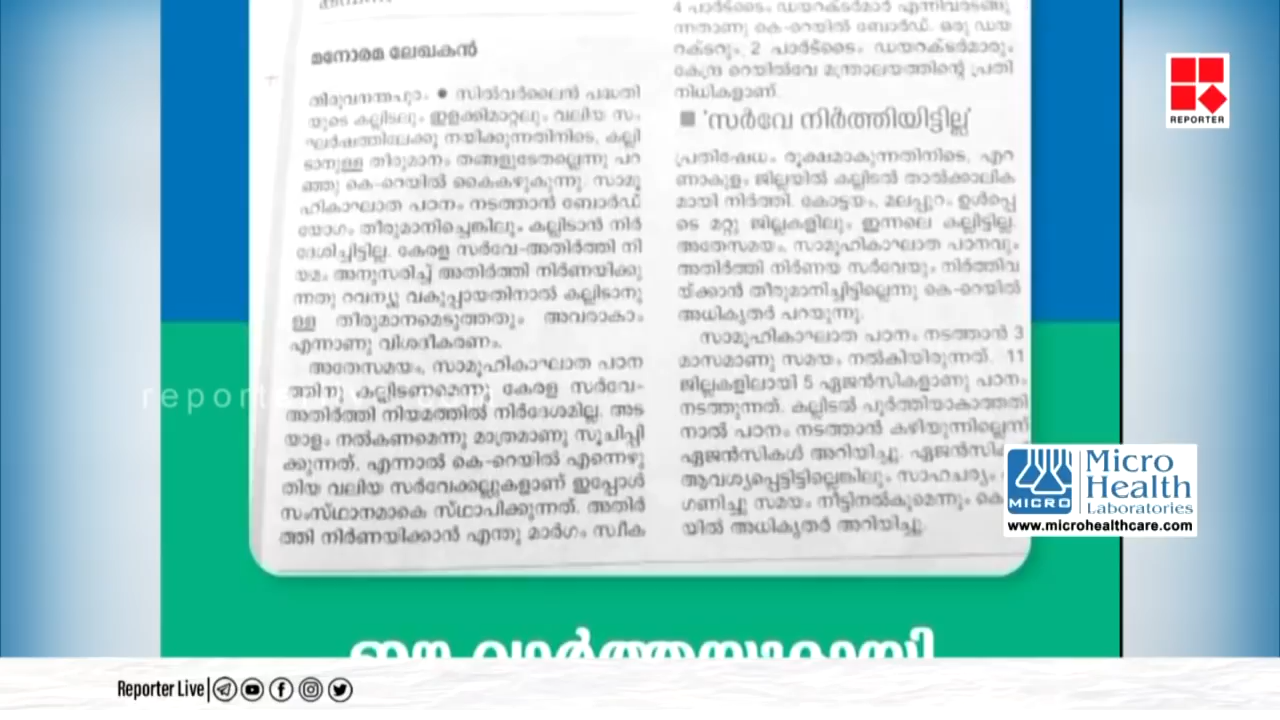 മനോരമ ലേഖകൻ
തിരുവനന്തപുരം ● സിൽവർലൈൻ പദ്ധതി
യുടെ കല്ലിടലും ഇളക്കിമാറ്റലും വലിയ സം
ഘർഷത്തിലേക്കു നയിക്കുന്നതിനിടെ, കല്ലി
ടാനുള്ള തീരുമാനം തങ്ങളുടേതല്ലെന്നു പറ
ഞ്ഞു കെ-റെയിൽ കൈകഴുകുന്നു. സാമൂ
ഹികാഘാത പഠനം നടത്താൻ ബോർഡ്
യോഗം തീരുമാനിച്ചെങ്കിലും കല്ലിടാൻ നിർ
ദേശിച്ചിട്ടില്ല. കേരള സർവേ-അതിർത്തി നി
യമം അനുസരിച്ച് അതിർത്തി നിർണയിക്കു
ന്നതു റവന്യൂ വകുപ്പായതിനാൽ കല്ലിടാനു
ള്ള തീരുമാനമെടുത്തതും അവരാകാം
എന്നാണു വിശദീകരണം.
അതേസമയം, സാമൂഹികാഘാത പഠന
ത്തിനു കല്ലിടണമെന്നു കേരള സർവേ-
അതിർത്തി നിയമത്തിൽ നിർദേശമില്ല. അട
യാളം നൽകണമെന്നു മാത്രമാണു സൂചിപ്പി
ക്കുന്നത്. എന്നാൽ കെ-റെയിൽ എന്നെഴു
തിയ വലിയ സർവേക്കല്ലുകളാണ് ഇപ്പോൾ
സംസ്ഥാനമാകെ സ്ഥാപിക്കുന്നത്. അതിർ
ത്തി നിർണയിക്കാൻ എന്തു മാർഗം സ്വീക
4 പാർട്ടൈം ഡയറക്ടർമാർ എന്നിവരടങ്ങു
ന്നതാണു കെ-റെയിൽ ബോർഡ്. ഒരു ഡയ
റക്ടറും 2 പാർട്ടൈം ഡയറക്ടർമാരും
കേന്ദ്ര റെയിൽവേ മന്ത്രാലയത്തിന്റെ പ്രതി
നിധികളാണ്.
■ 'സർവേ നിർത്തിയിട്ടില്ല'
പ്രതിഷേധം രൂക്ഷമാകുന്നതിനിടെ, എറ
ണാകുളം ജില്ലയിൽ കല്ലിടൽ താൽക്കാലിക
മായി നിർത്തി. കോട്ടയം, മലപ്പുറം ഉൾപ്പെ
ടെ മറ്റു ജില്ലകളിലും ഇന്നലെ കല്ലിട്ടില്ല.
അതേസമയം, സാമൂഹികാഘാത പഠനവും
അതിർത്തി നിർണയ സർവേയും നിർത്തിവ
യ്ക്കാൻ തീരുമാനിച്ചിട്ടില്ലെന്നു കെ-റെയിൽ
അധികൃതർ പറയുന്നു.
സാമൂഹികാഘാത പഠനം നടത്താൻ 3
മാസമാണു സമയം നൽകിയിരുന്നത്. 11
ജില്ലകളിലായി 5 ഏജൻസികളാണു പഠനം
നടത്തുന്നത്. കല്ലിടൽ പൂർത്തിയാകാത്തതി
നാൽ പഠനം നടത്താൻ കഴിയുന്നില്ലെന്ന്
ഏജൻസികൾ അറിയിച്ചു. ഏജൻസി
ആവശ്യപ്പെട്ടിട്ടില്ലെങ്കിലും സാഹചര്യം
ഗണിച്ചു സമയം നീട്ടിനൽകുമെന്നും കെ
യിൽ അധികൃതർ അറിയിച്ചു.
REPORTER
MICRO
Micro
Health
Laboratories
www.microhealthcare.com
Reporter Live